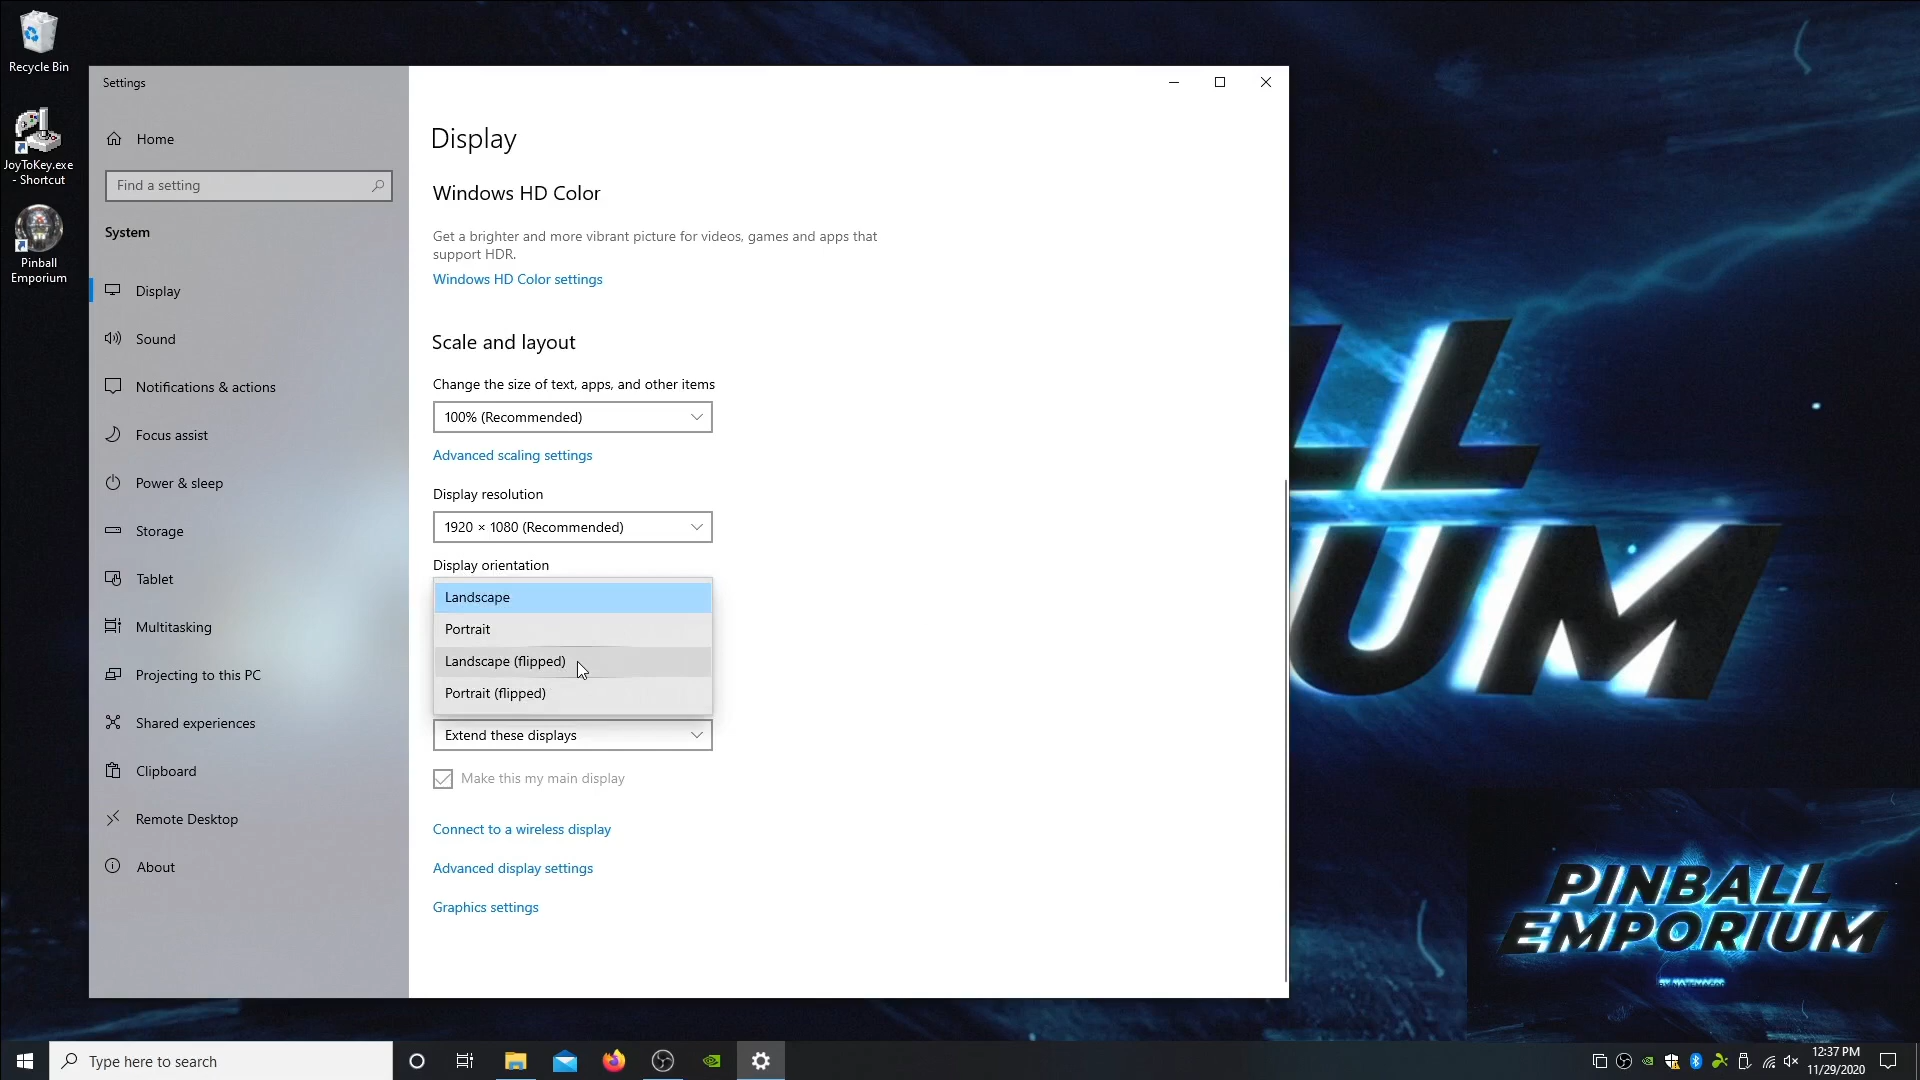 Recycle Bin
JoyToKey.exe
- Shortcut
Pinball
Emporium
Settings
Home
Find a setting
System
Display
Sound
Notifications & actions
Focus assist
Power & sleep
Storage
Tablet
Multitasking
Projecting to this PC
Shared experiences
Clipboard
Remote Desktop
About
Display
Windows HD Color
Get a brighter and more vibrant picture for videos, games and apps that
support HDR.
Windows HD Color settings
Scale and layout
Change the size of text, apps, and other items
100% (Recommended)
Advanced scaling settings
Display resolution
1920 × 1080 (Recommended)
Display orientation
Landscape
Portrait
Landscape (flipped)
Portrait (flipped)
Extend these displays
Make this my main display
Connect to a wireless display
Advanced display settings
Graphics settings
LL
UM
PINBALL
EMPORIUM
Type here to search
12:37 PM
11/29/2020